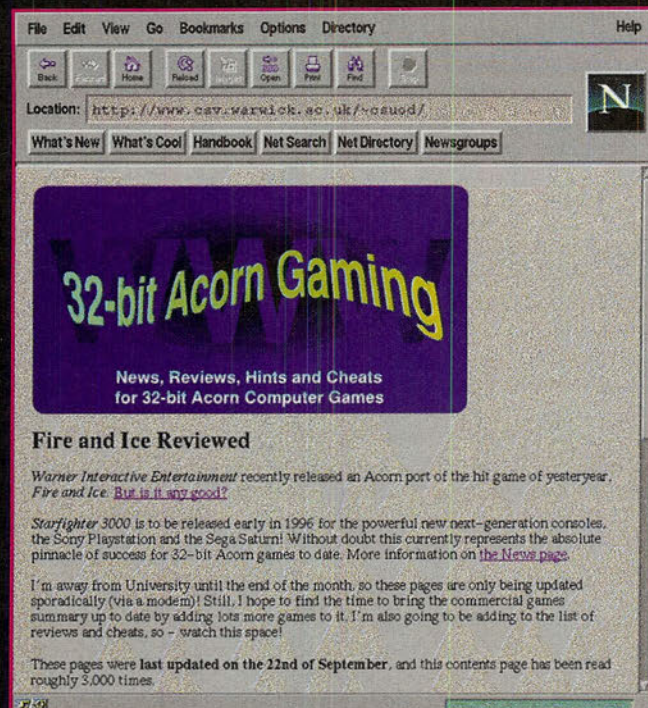 File Edit View Go Bookmarks Options Directory Help
Back Home Reload Open Print Find
Location: http://www.csv.warwick.ac.uk/~csuod/
N
What's New What's Cool Handbook Net Search Net Directory Newsgroups
32-bit Acorn Gaming
News, Reviews, Hints and Cheats
for 32-bit Acorn Computer Games
Fire and Ice Reviewed
Warner Interactive Entertainment recently released an Acorn port of the hit game of yesteryear,
Fire and Ice. But is it any good?
Starfighter 3000 is to be released early in 1996 for the powerful new next-generation consoles,
the Sony Playstation and the Sega Saturn! Without doubt this currently represents the absolute
pinnacle of success for 32-bit Acorn games to date. More information on the News page.
I'm away from University until the end of the month, so these pages are only being updated
sporadically (via a modem)! Still, I hope to find the time to bring the commercial games
summary up to date by adding lots more games to it. I'm also going to be adding to the list of
reviews and cheats, so - watch this space!
These pages were last updated on the 22nd of September, and this contents page has been read
roughly 3,000 times.